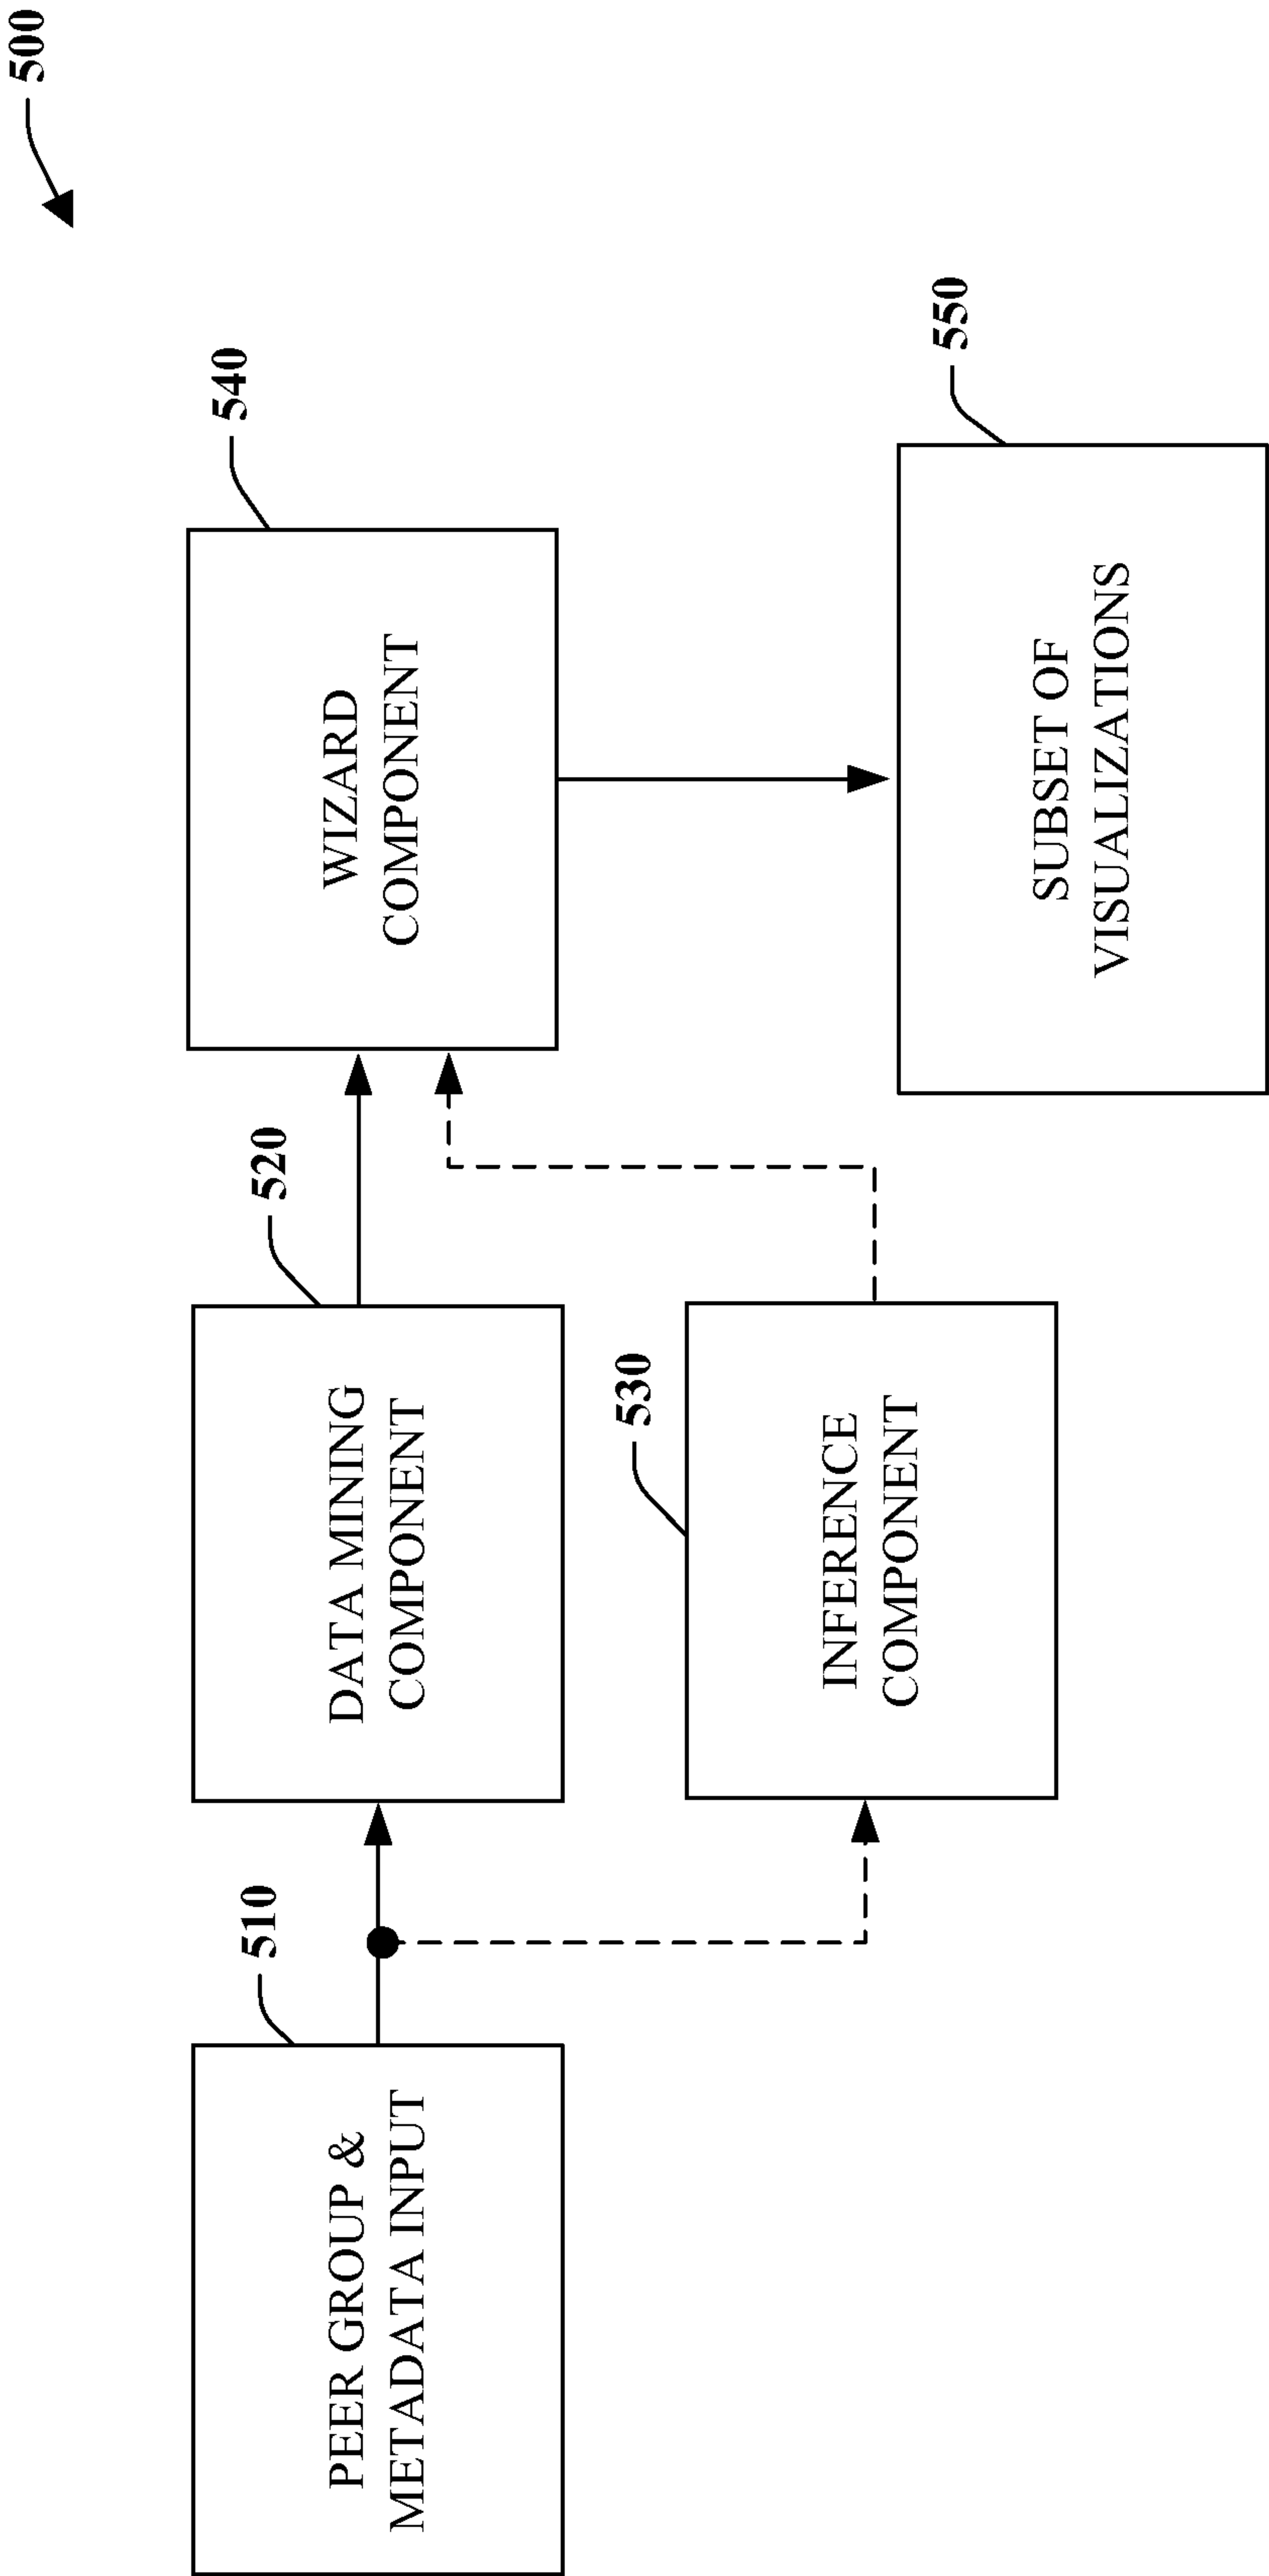 500
PEER GROUP &
METADATA INPUT
510
DATA MINING
COMPONENT
520
INFERENCE
COMPONENT
530
WIZARD
COMPONENT
540
SUBSET OF
VISUALIZATIONS
550